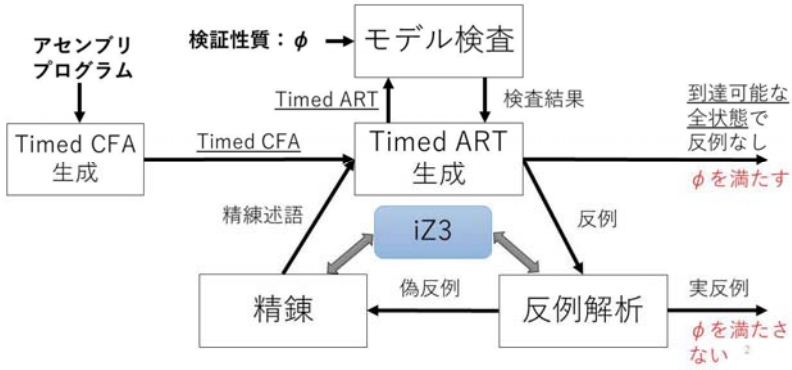 アセンブリ
プログラム
検証性質：φ
モデル検査
Timed ART
検査結果
到達可能な
全状態で
反例なし
φを満たす
Timed CFA
生成
Timed CFA
Timed ART
生成
精練述語
iZ3
反例
精錬
偽反例
反例解析
実反例
φを満たさ
ない
2